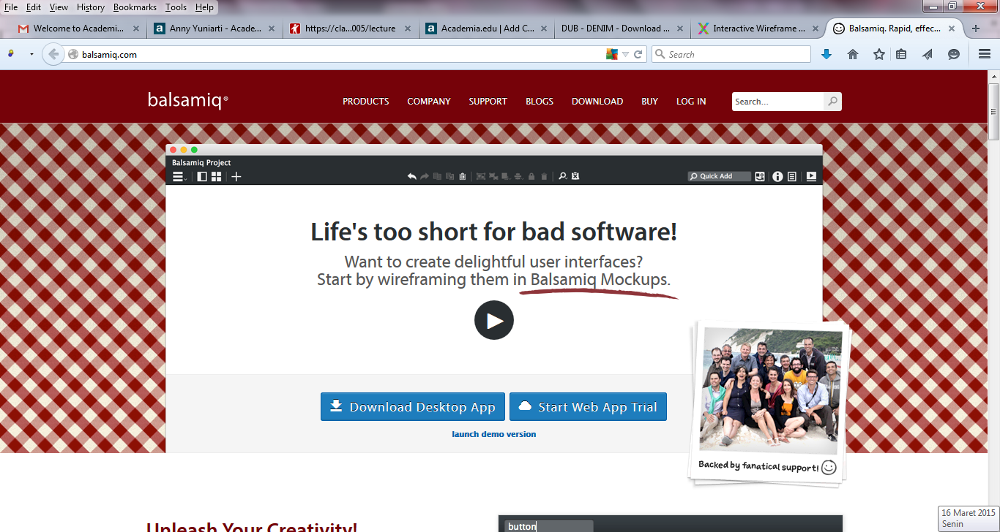 File Edit View History Bookmarks Tools Help
Welcome to Academi... × Anny Yuniarti - Acade... × https://cla...005/lecture × Academia.edu | Add C... × DUB - DENIM - Download ... × Interactive Wireframe ... × Balsamiq. Rapid, effec... ×
balsamiq.com Search
balsamiq® PRODUCTS COMPANY SUPPORT BLOGS DOWNLOAD BUY LOG IN Search...
Balsamiq Project
Quick Add
Life's too short for bad software!
Want to create delightful user interfaces?
Start by wireframing them in Balsamiq Mockups.
Download Desktop App Start Web App Trial
launch demo version
Backed by fanatical support!
Unleash Your Creativity!
button
16 Maret 2015
Senin